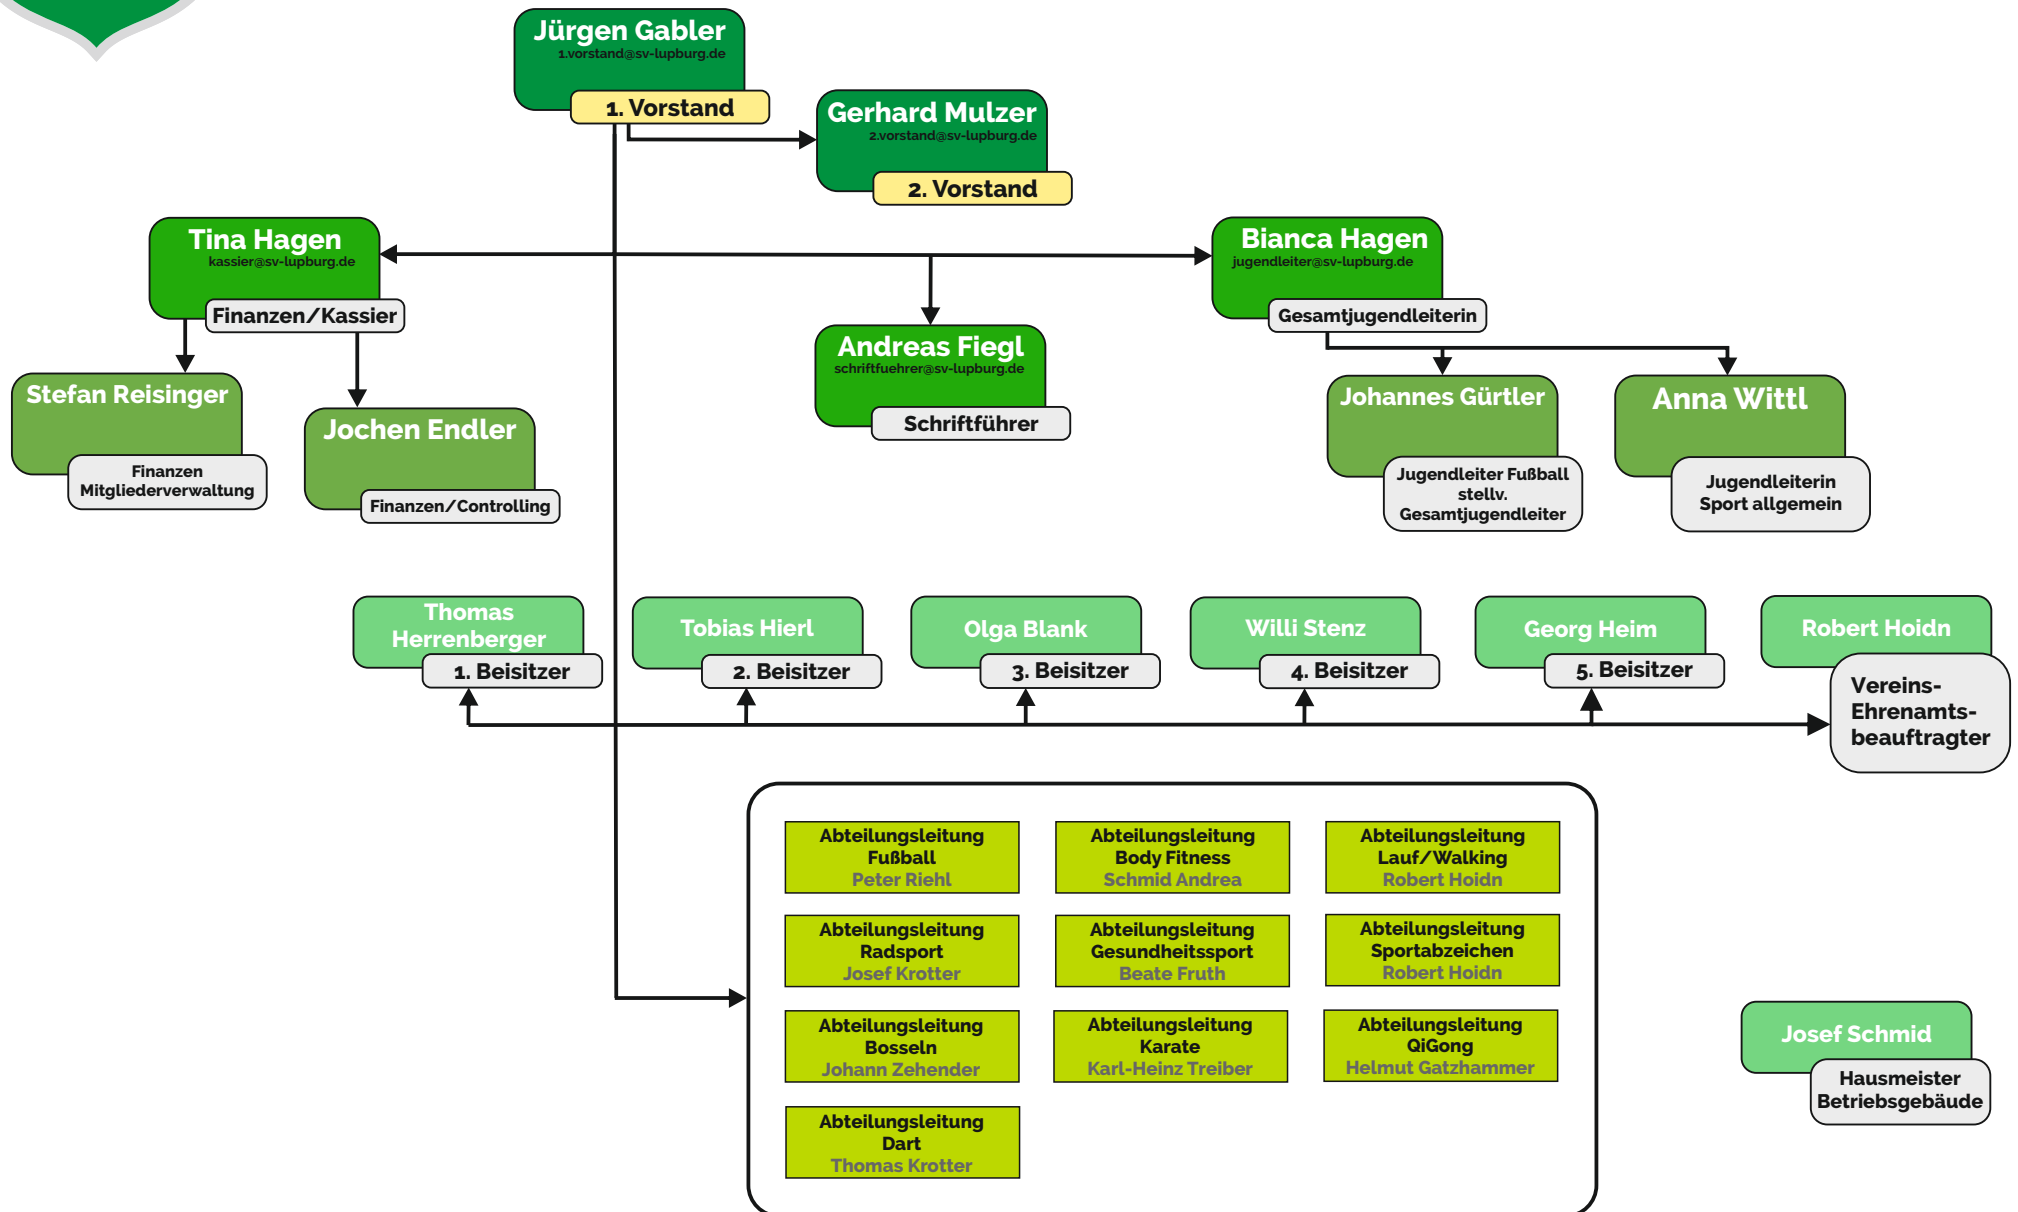 Jürgen Gabler
1.vorstand@sv-lupburg.de
1. Vorstand
Gerhard Mulzer
2.vorstand@sv-lupburg.de
2. Vorstand
Tina Hagen
kassier@sv-lupburg.de
Finanzen/Kassier
Bianca Hagen
jugendleiter@sv-lupburg.de
Gesamtjugendleiterin
Andreas Fiegl
schriftfuehrer@sv-lupburg.de
Schriftführer
Stefan Reisinger
Finanzen
Mitgliederverwaltung
Jochen Endler
Finanzen/Controlling
Johannes Gürtler
Jugendleiter Fußball
stellv.
Gesamtjugendleiter
Anna Wittl
Jugendleiterin
Sport allgemein
Thomas
Herrenberger
1. Beisitzer
Tobias Hierl
2. Beisitzer
Olga Blank
3. Beisitzer
Willi Stenz
4. Beisitzer
Georg Heim
5. Beisitzer
Robert Hoidn
Vereins-
Ehrenamts-
beauftragter
Abteilungsleitung
Fußball
Peter Riehl
Abteilungsleitung
Body Fitness
Schmid Andrea
Abteilungsleitung
Lauf/Walking
Robert Hoidn
Abteilungsleitung
Radsport
Josef Krotter
Abteilungsleitung
Gesundheitssport
Beate Fruth
Abteilungsleitung
Sportabzeichen
Robert Hoidn
Abteilungsleitung
Bosseln
Johann Zehender
Abteilungsleitung
Karate
Karl-Heinz Treiber
Abteilungsleitung
QiGong
Helmut Gatzhammer
Abteilungsleitung
Dart
Thomas Krotter
Josef Schmid
Hausmeister
Betriebsgebäude